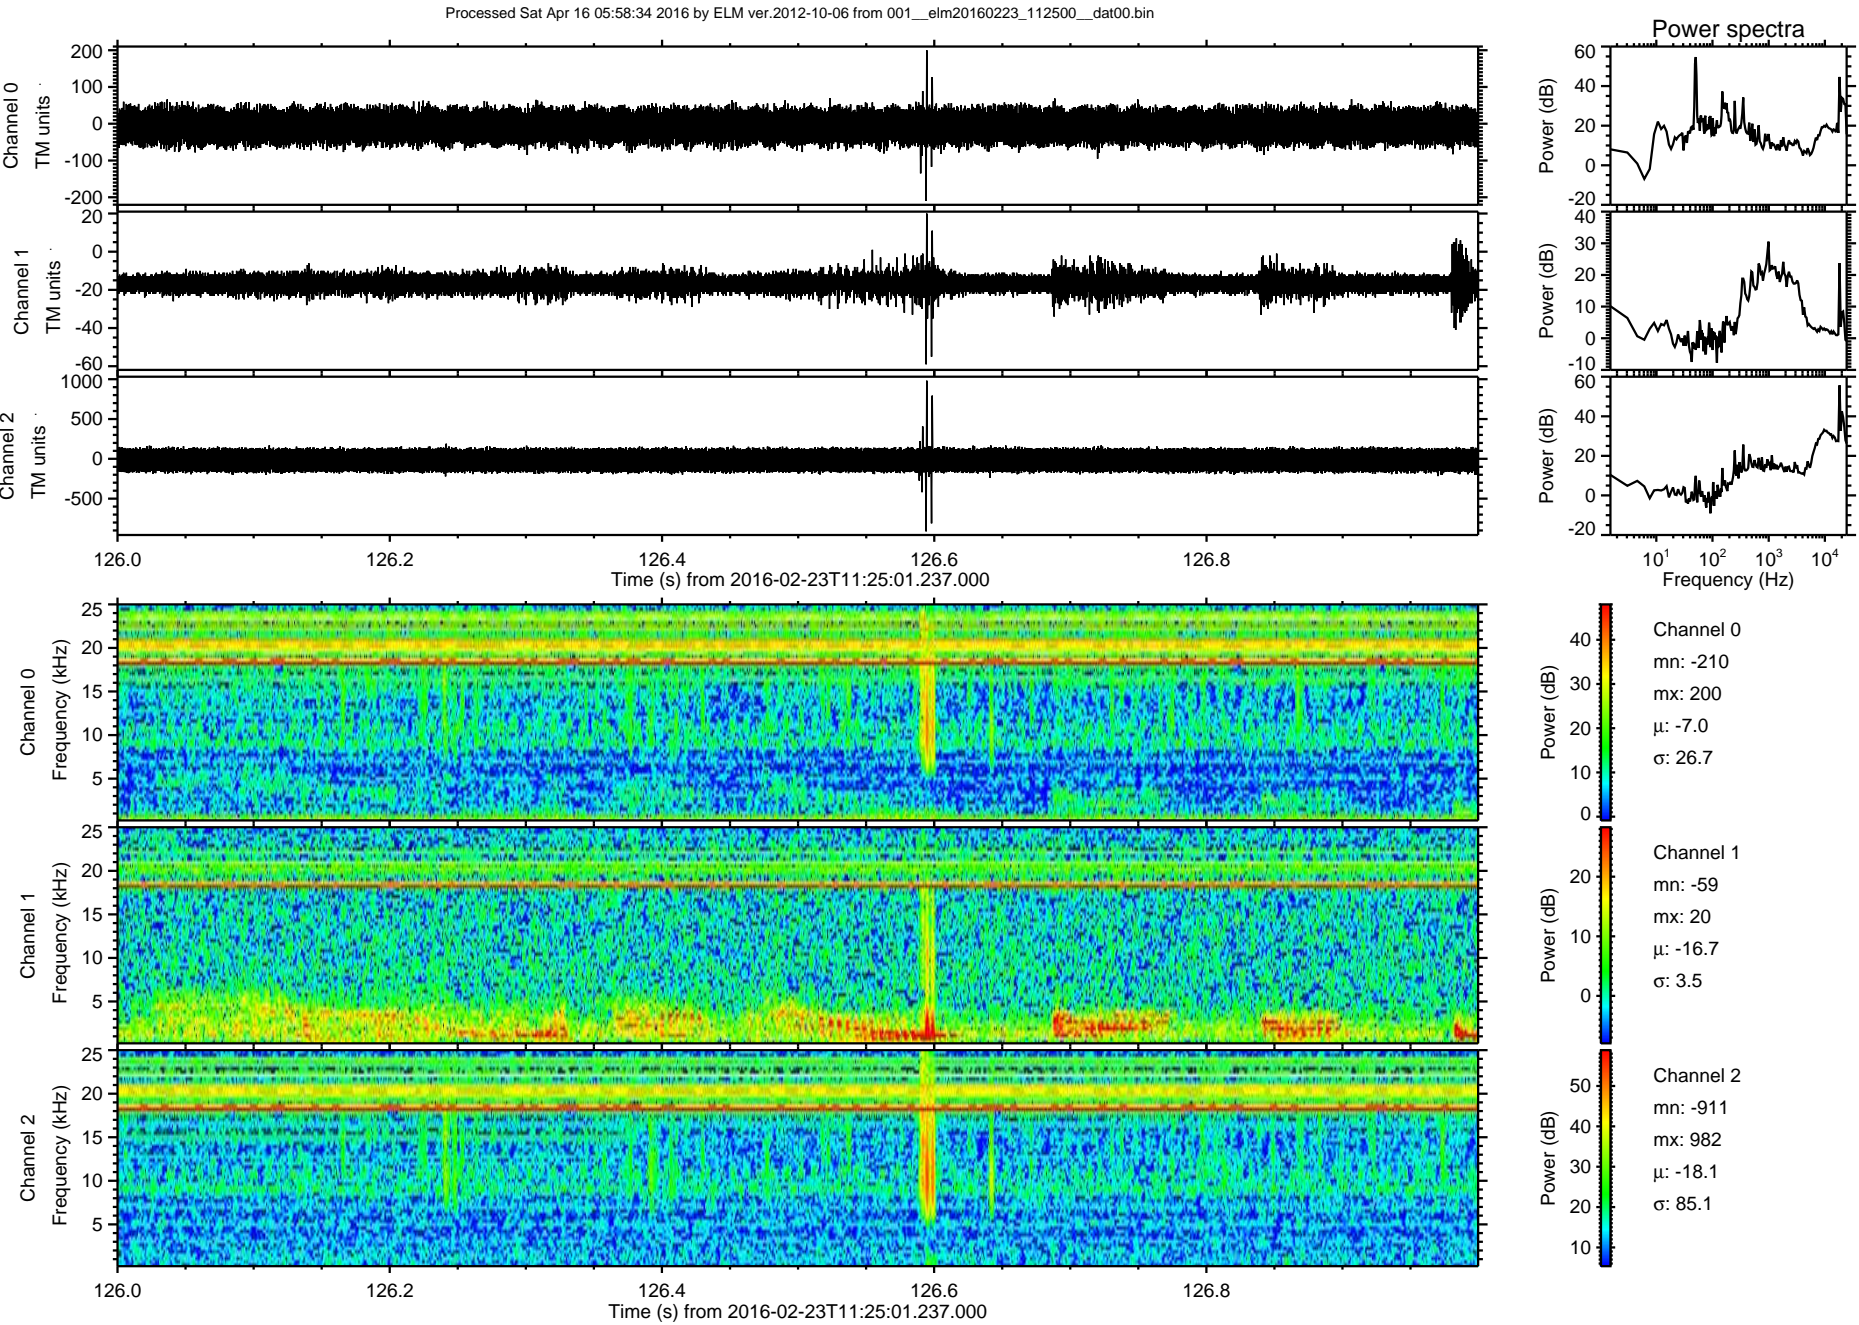 Processed Sat Apr 16 05:58:34 2016 by ELM ver.2012-10-06 from 001__elm20160223_112500__dat00.bin
Power spectra
Channel 0
TM units
200
100
0
-100
-200
Power (dB)
60
40
20
0
-20
Channel 1
TM units
20
0
-20
-40
-60
Power (dB)
40
30
20
10
0
-10
Channel 2
TM units
1000
500
0
-500
Power (dB)
60
40
20
0
-20
126.0 126.2 126.4 126.6 126.8
Time (s) from 2016-02-23T11:25:01.237.000
10¹ 10² 10³ 10⁴
Frequency (Hz)
Channel 0
Frequency (kHz)
25
20
15
10
5
Power (dB)
40
30
20
10
0
Channel 0
mn: -210
mx: 200
μ: -7.0
σ: 26.7
Channel 1
Frequency (kHz)
25
20
15
10
5
Power (dB)
20
10
0
Channel 1
mn: -59
mx: 20
μ: -16.7
σ: 3.5
Channel 2
Frequency (kHz)
25
20
15
10
5
Power (dB)
50
40
30
20
10
Channel 2
mn: -911
mx: 982
μ: -18.1
σ: 85.1
126.0 126.2 126.4 126.6 126.8
Time (s) from 2016-02-23T11:25:01.237.000